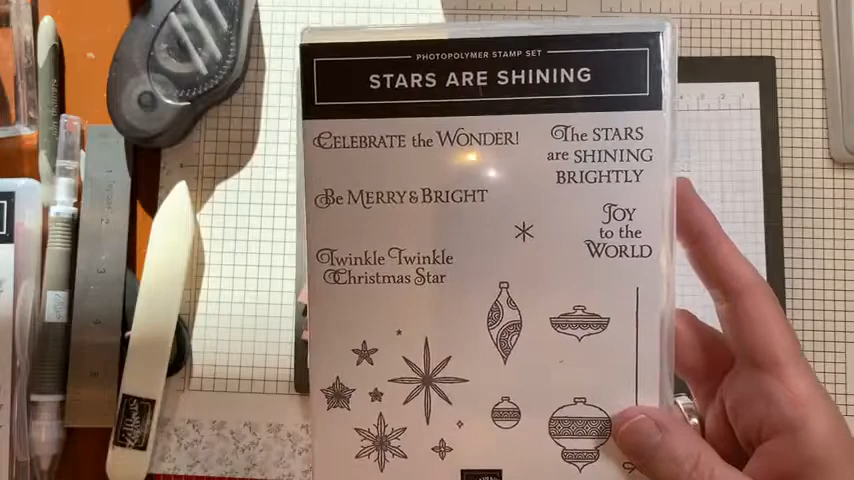 PHOTOPOLYMER STAMP SET
STARS ARE SHINING
CELEBRATE the WONDER!
The STARS
are SHINING
BRIGHTLY
Be MERRY & BRIGHT
JOY
to the
WORLD
Twinkle Twinkle
Christmas Star